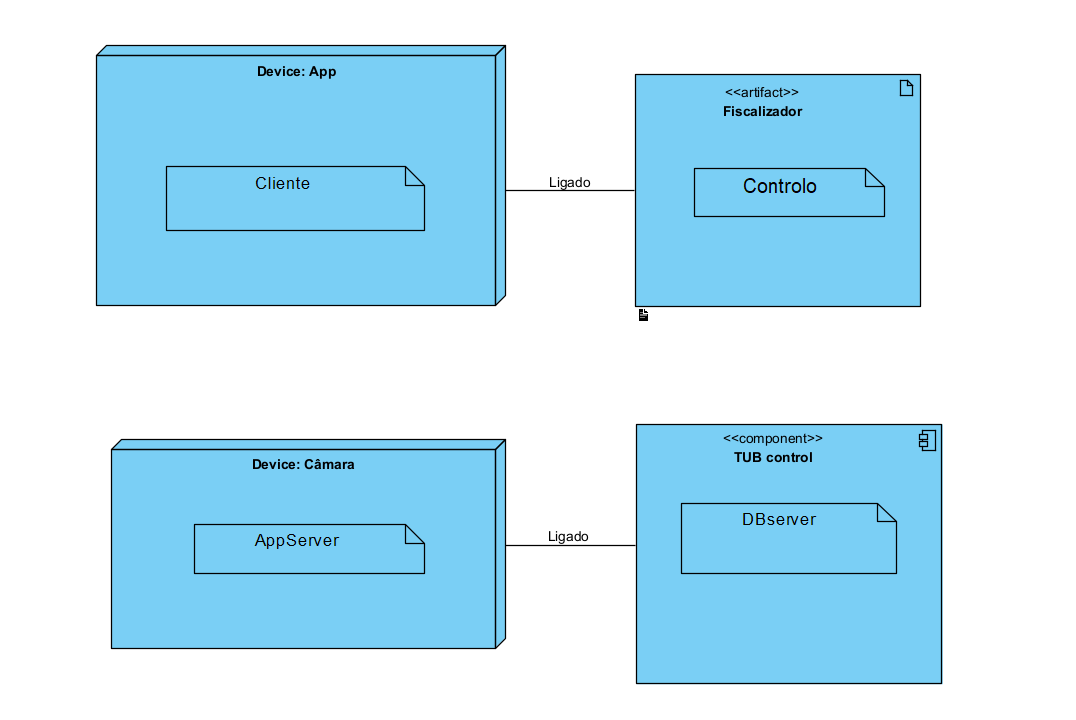 Device: App
Cliente
Ligado
<<artifact>>
Fiscalizador
Controlo
Device: Câmara
AppServer
Ligado
<<component>>
TUB control
DBserver